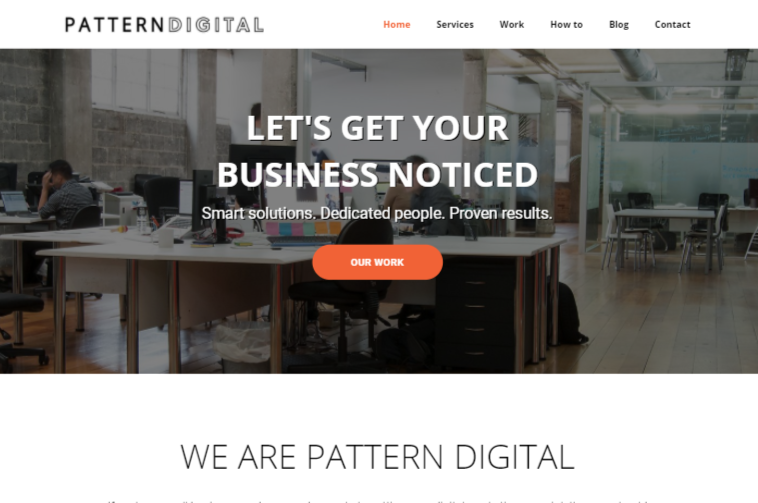 PATTERNDIGITAL
Home Services Work How to Blog Contact
LET'S GET YOUR
BUSINESS NOTICED
Smart solutions. Dedicated people. Proven results.
OUR WORK
WE ARE PATTERN DIGITAL